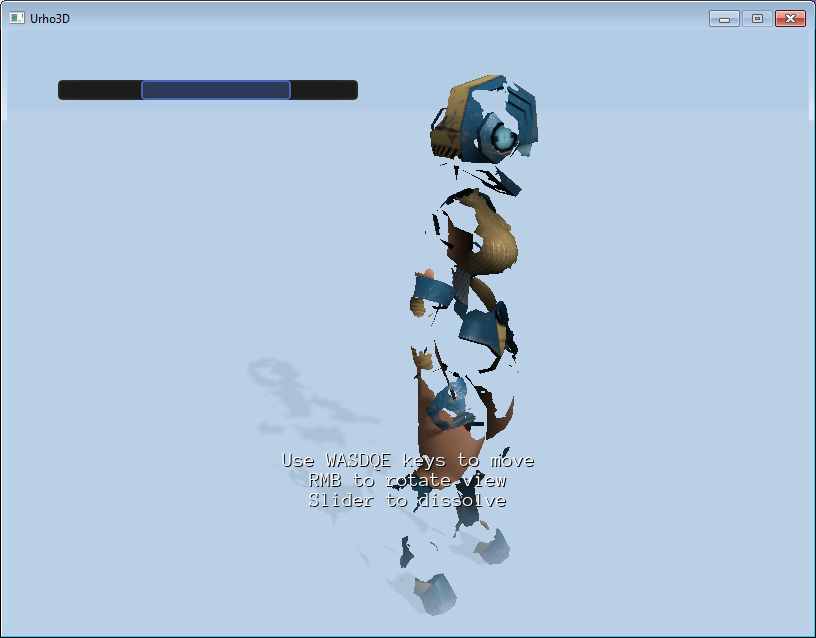 Urho3D
Use WASDQE keys to move
RMB to rotate view
Slider to dissolve